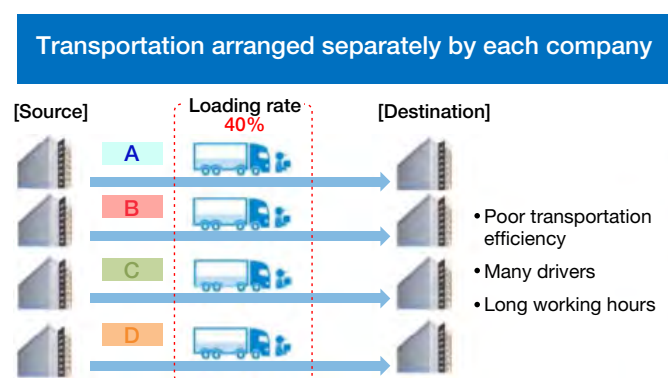 Transportation arranged separately by each company
[Source]
Loading rate
40%
[Destination]
A
B
C
D
•Poor transportation
efficiency
•Many drivers
•Long working hours